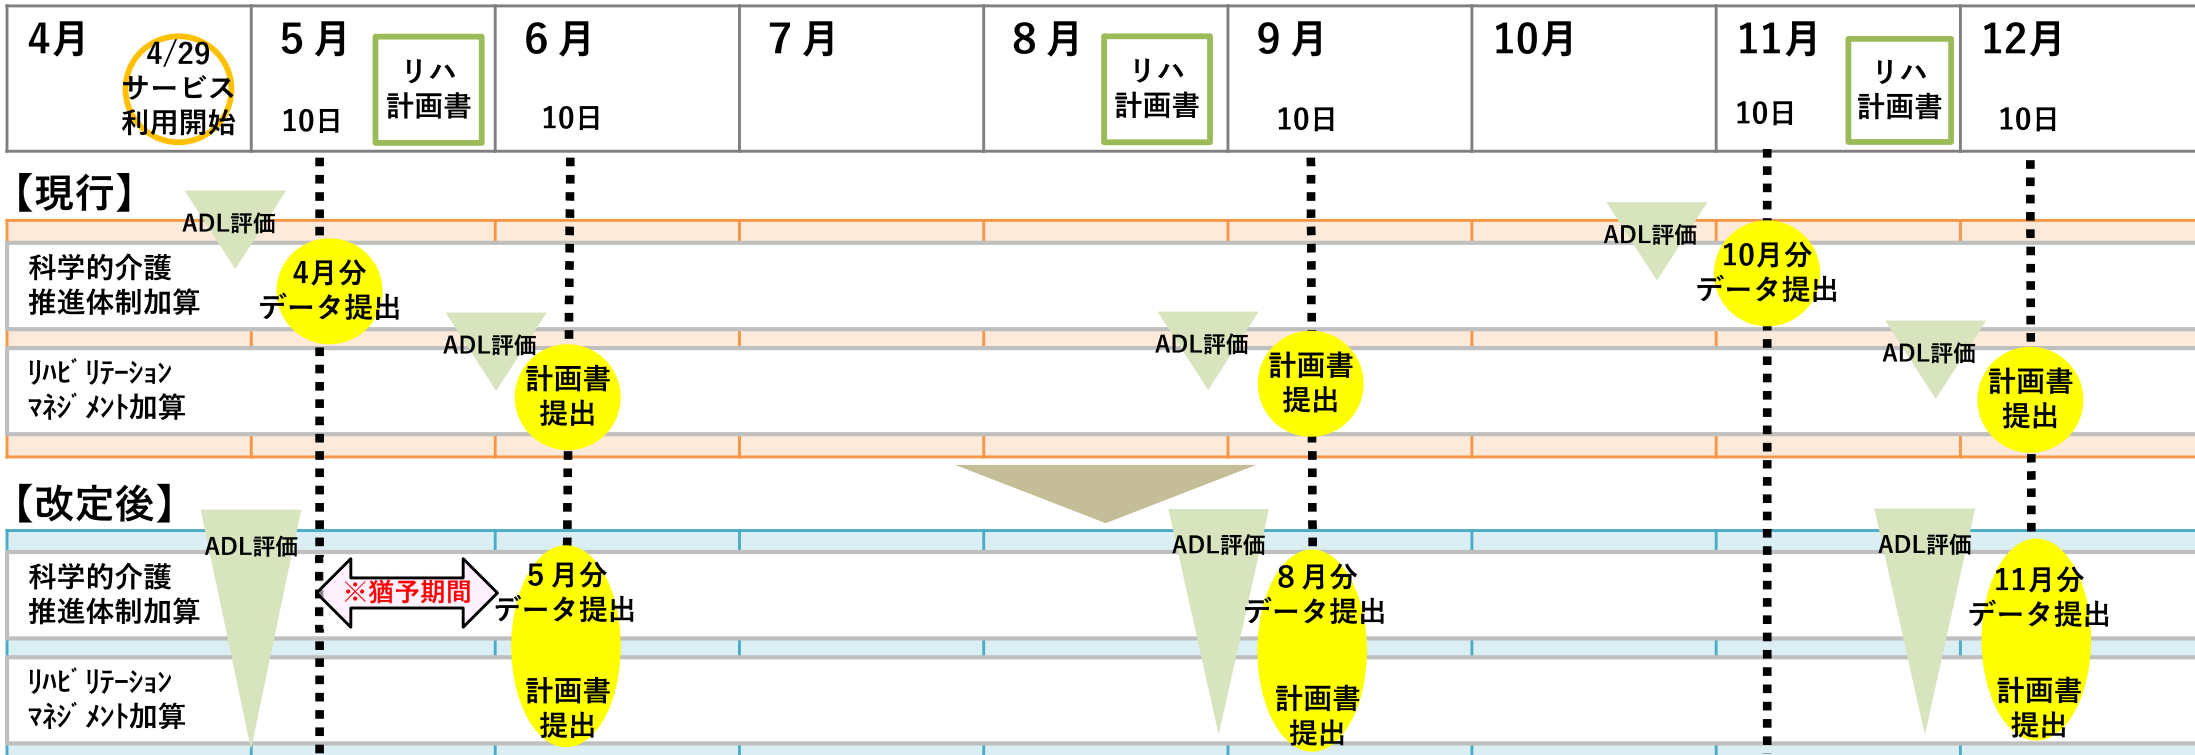 4月
4/29
サービス
利用開始
5月
10日
リハ
計画書
6月
10日
7月
8月
リハ
計画書
9月
10日
10月
11月
10日
リハ
計画書
12月
10日
【現行】
ADL評価
ADL評価
科学的介護
推進体制加算
4月分
データ提出
10月分
データ提出
ADL評価
ADL評価
ADL評価
ﾘﾊﾋﾞﾘﾃｰｼｮﾝ
ﾏﾈｼﾞﾒﾝﾄ加算
計画書
提出
計画書
提出
計画書
提出
【改定後】
ADL評価
ADL評価
ADL評価
科学的介護
推進体制加算
※猶予期間
5月分
データ提出
8月分
データ提出
11月分
データ提出
ﾘﾊﾋﾞﾘﾃｰｼｮﾝ
ﾏﾈｼﾞﾒﾝﾄ加算
計画書
提出
計画書
提出
計画書
提出